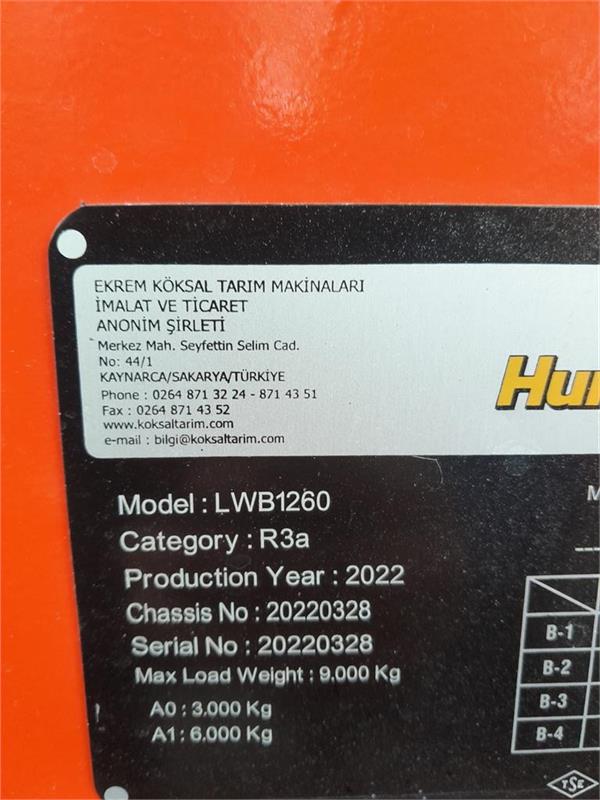 EKREM KÖKSAL TARIM MAKİNALARI
İMALAT VE TİCARET
ANONİM ŞİRLETİ
Merkez Mah. Seyfettin Selim Cad.
No: 44/1
KAYNARCA/SAKARYA/TÜRKİYE
Phone : 0264 871 32 24 - 871 43 51
Fax : 0264 871 43 52
www.koksaltarim.com
e-mail : bilgi@koksaltarim.com
Model : LWB1260
Category : R3a
Production Year : 2022
Chassis No : 20220328
Serial No : 20220328
Max Load Weight : 9.000 Kg
A0 : 3.000 Kg
A1 : 6.000 Kg
B-1
B-2
B-3
B-4
TSE